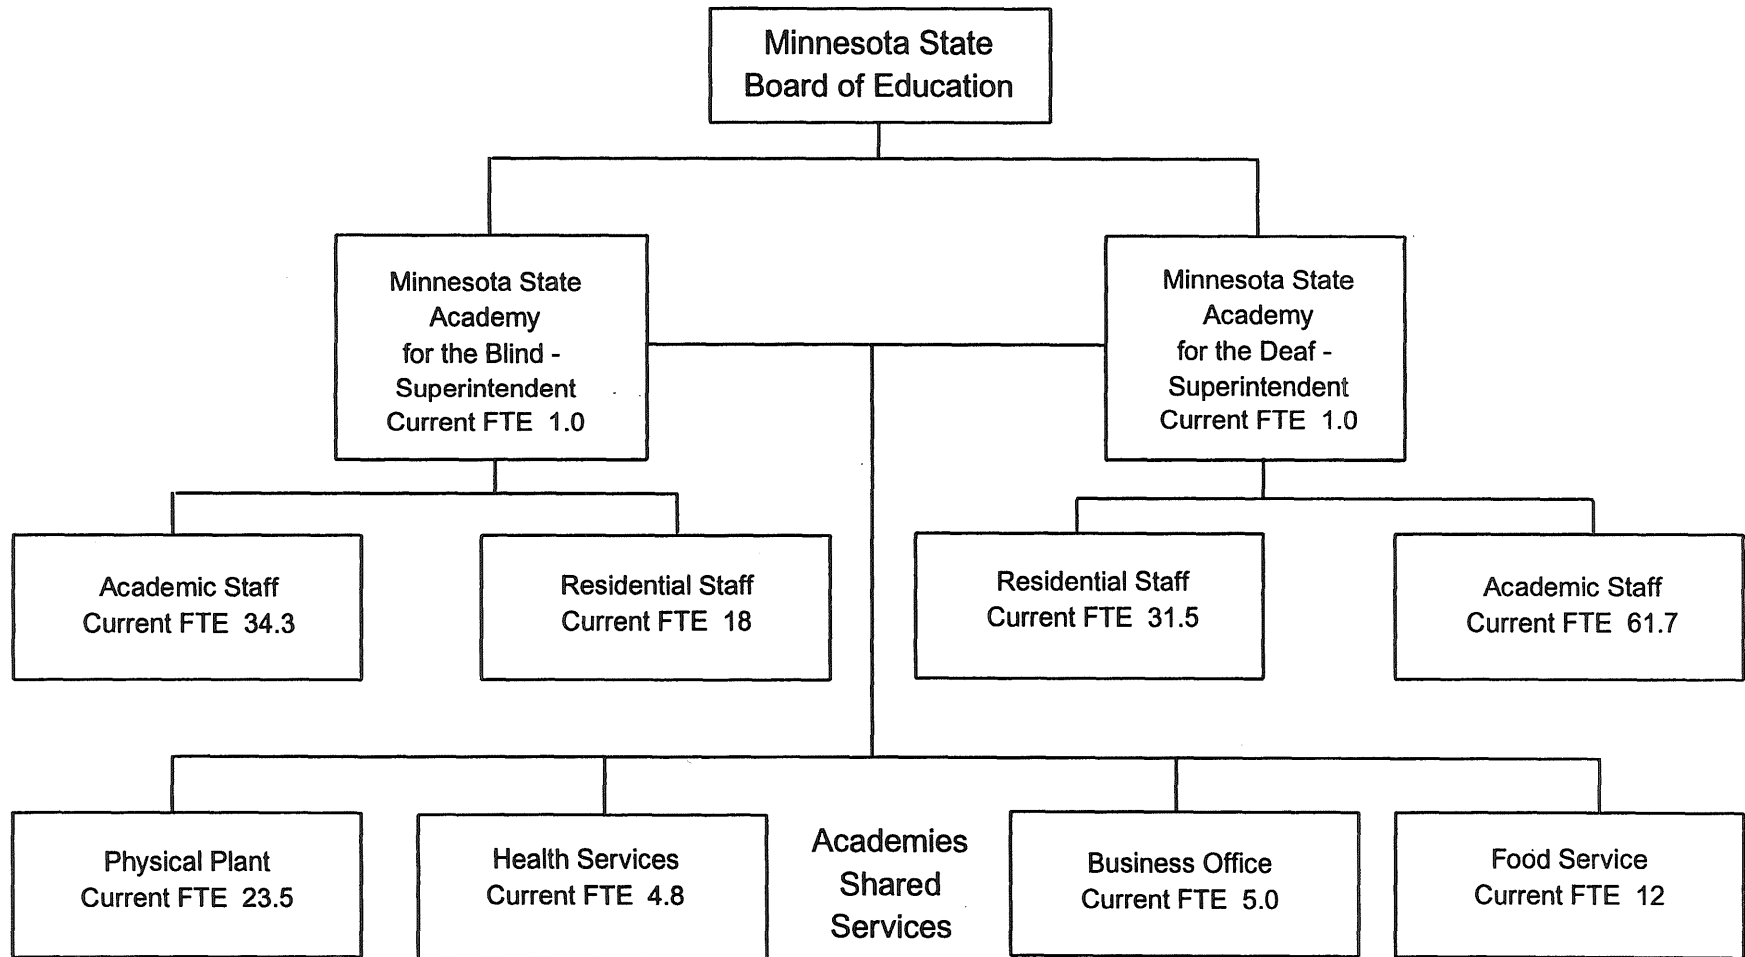 Minnesota State
Board of Education
Minnesota State
Academy
for the Blind -
Superintendent
Current FTE 1.0
Minnesota State
Academy
for the Deaf -
Superintendent
Current FTE 1.0
Academic Staff
Current FTE 34.3
Residential Staff
Current FTE 18
Residential Staff
Current FTE 31.5
Academic Staff
Current FTE 61.7
Physical Plant
Current FTE 23.5
Health Services
Current FTE 4.8
Academies
Shared
Services
Business Office
Current FTE 5.0
Food Service
Current FTE 12